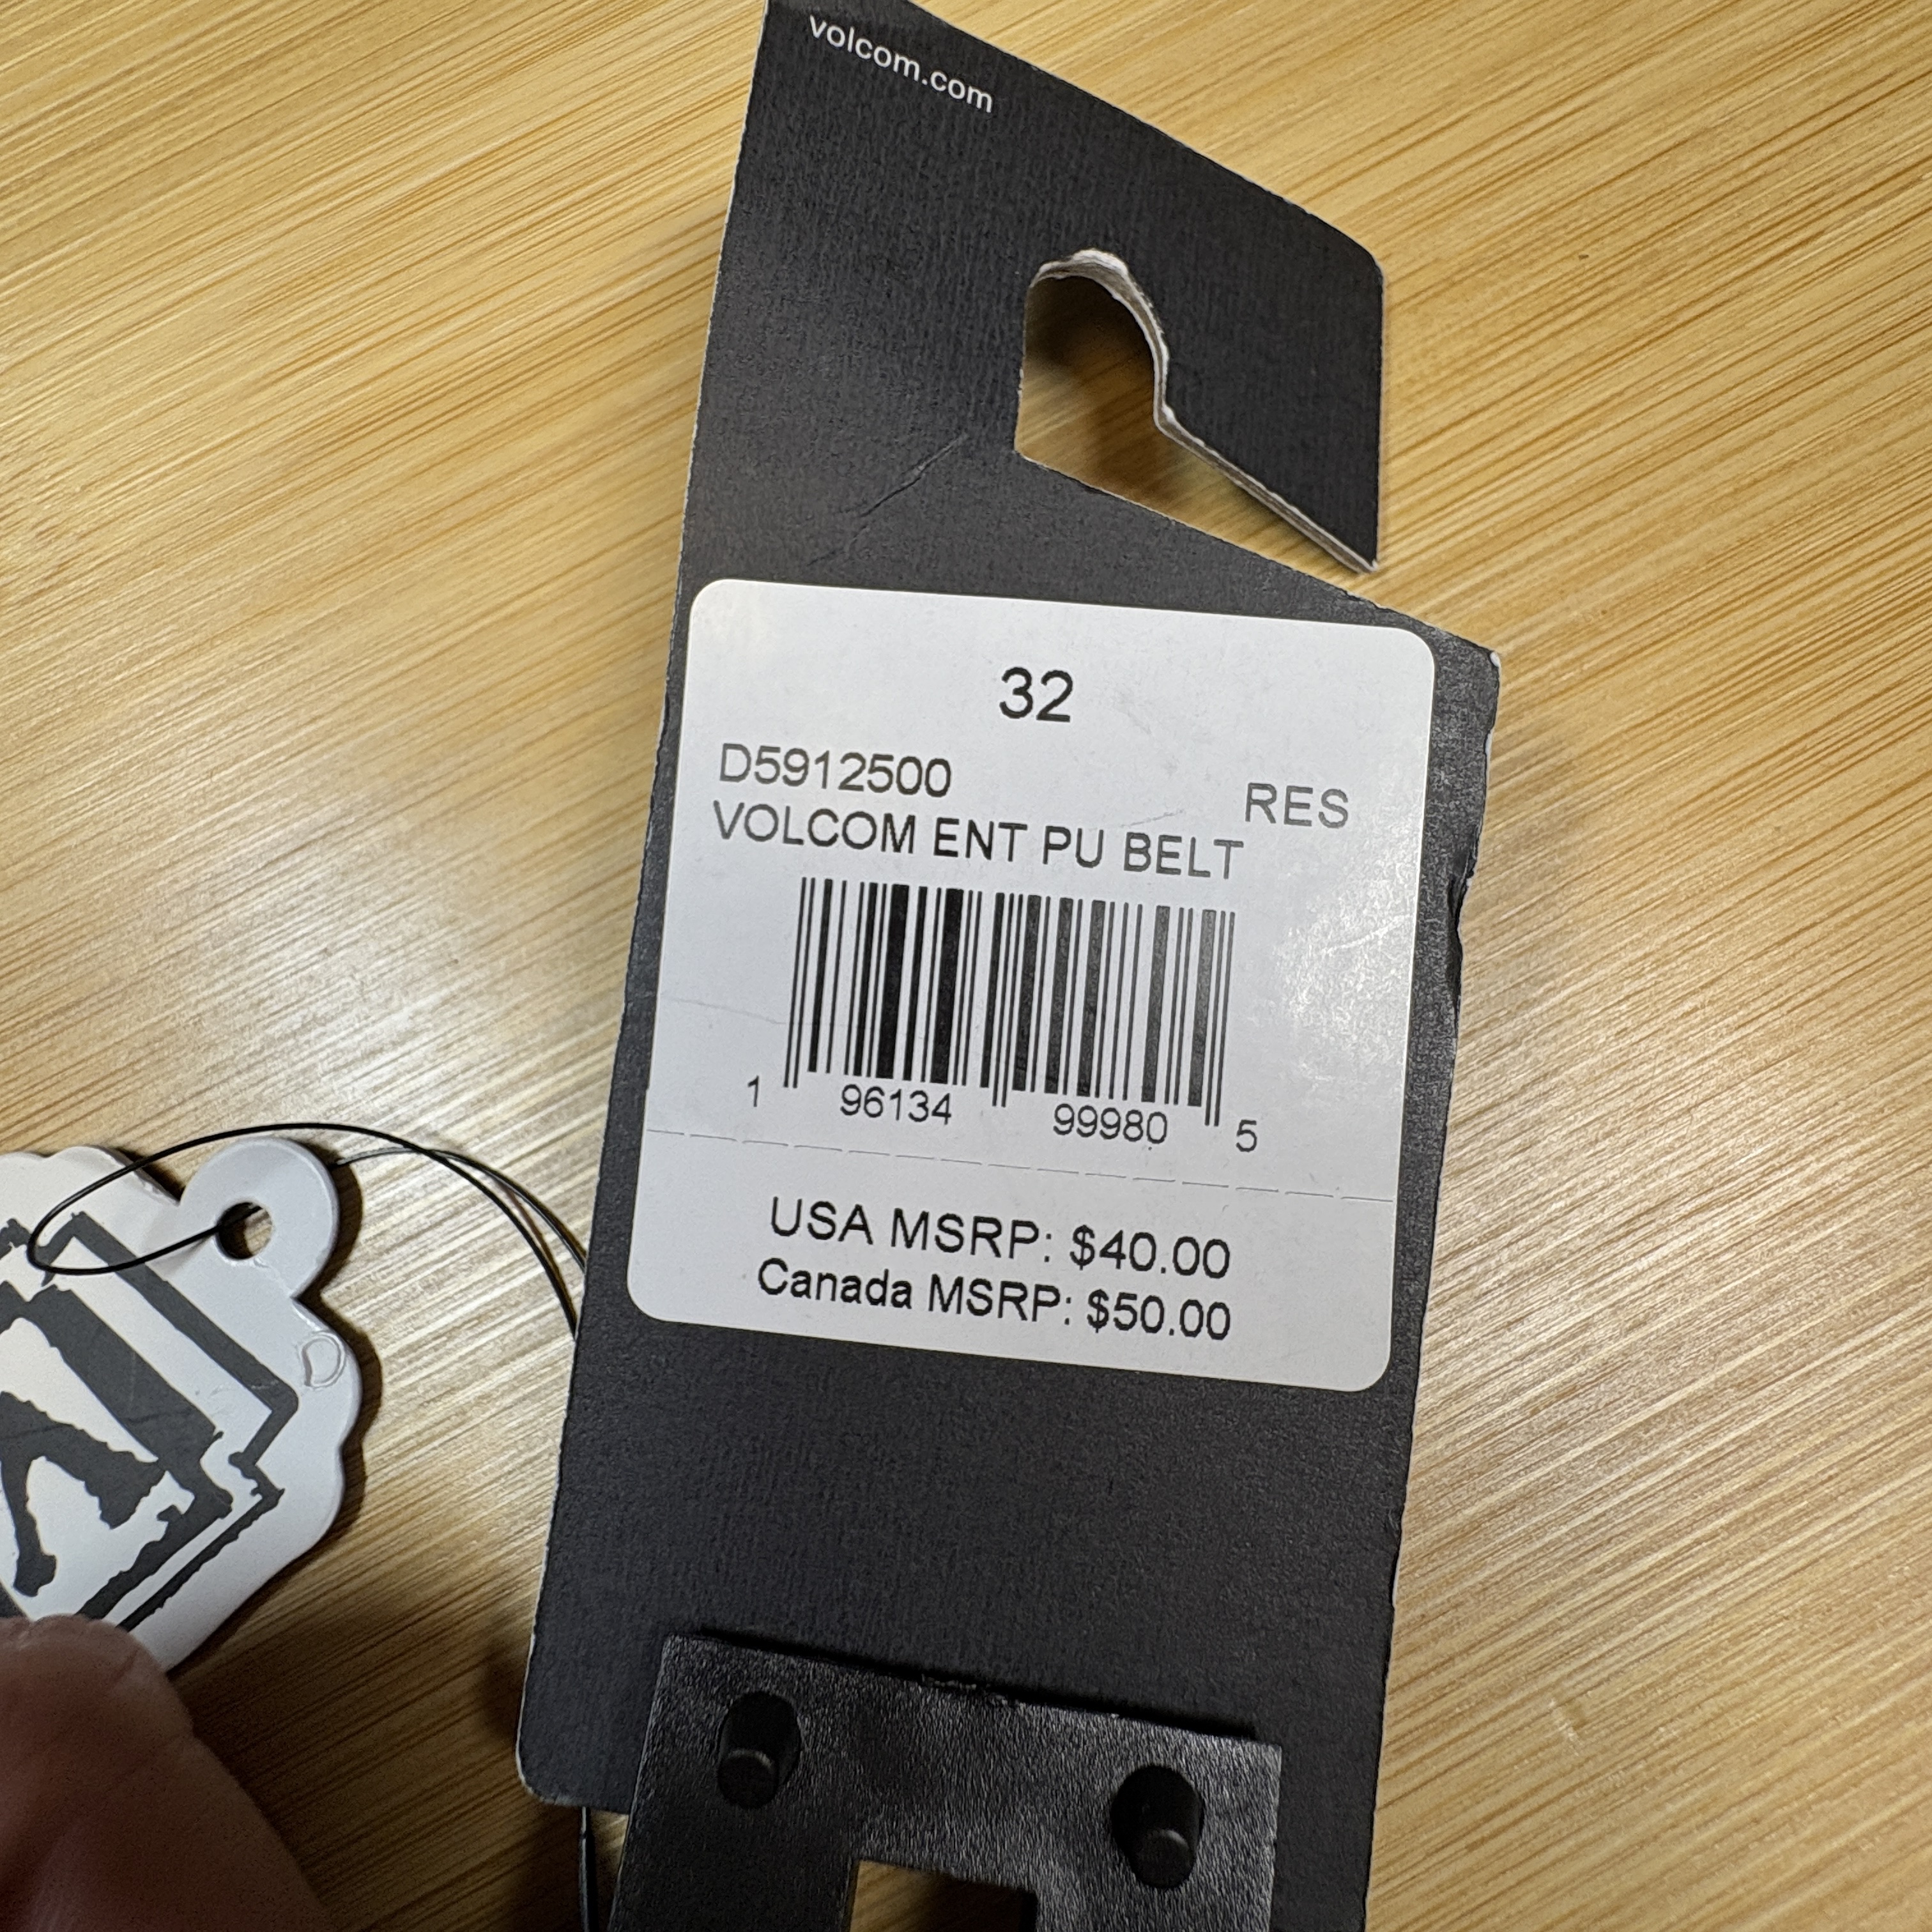 volcom.com
32
D5912500 RES
VOLCOM ENT PU BELT
1 96134 99980 5
USA MSRP: $40.00
Canada MSRP: $50.00